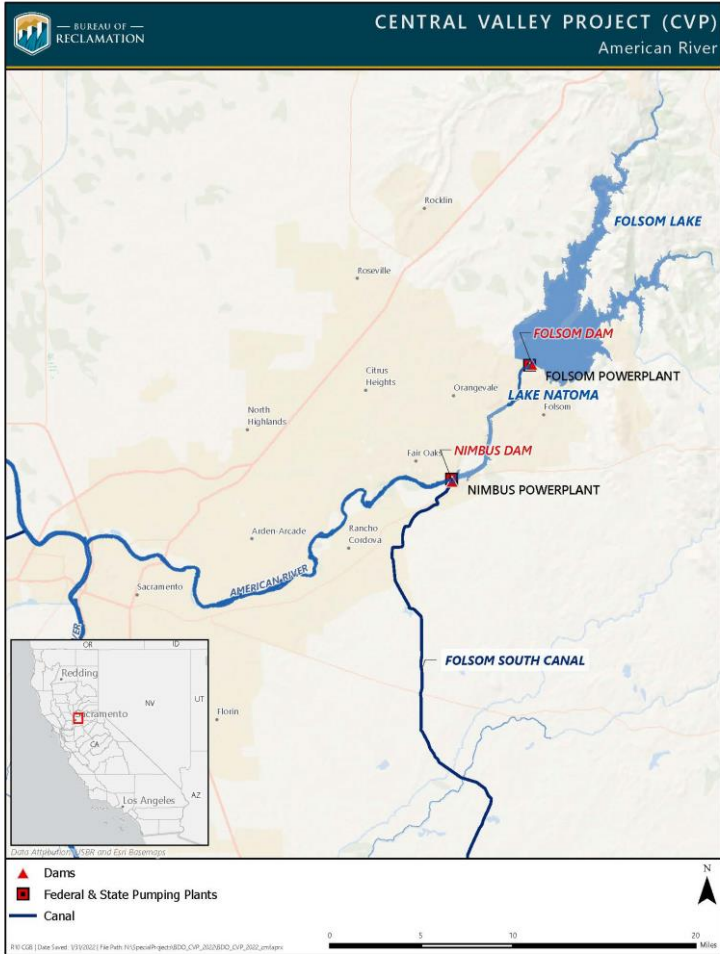 — BUREAU OF —
RECLAMATION
CENTRAL VALLEY PROJECT (CVP)
American River
Rocklin
FOLSOM LAKE
Roseville
FOLSOM DAM
FOLSOM POWERPLANT
Citrus
Heights
Orangevale
LAKE NATOMA
Folsom
North
Highlands
Fair Oaks
NIMBUS DAM
NIMBUS POWERPLANT
Arden-Arcade
Rancho
Cordova
AMERICAN RIVER
Sacramento
FOLSOM SOUTH CANAL
Florin
OR
ID
Redding
NV
UT
Sacramento
CA
AZ
Los Angeles
Data Attribution: USBR and Esri Basemaps
Dams
Federal & State Pumping Plants
Canal
N
0 5 10 20
Miles